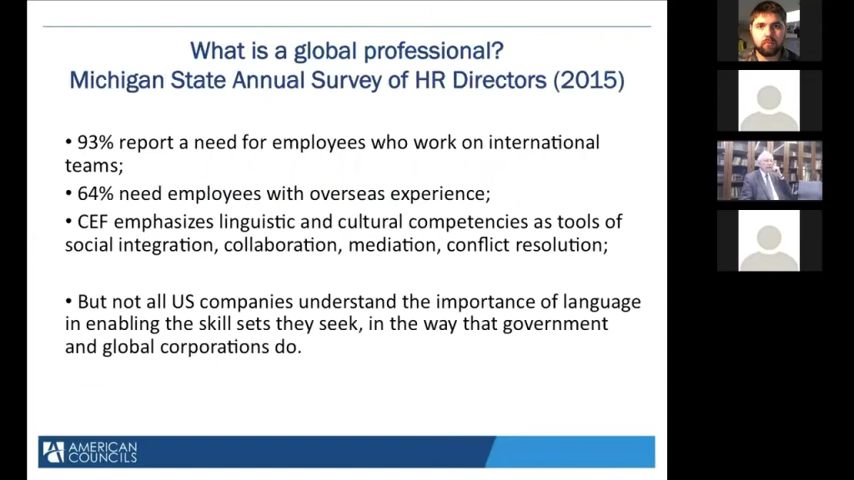 What is a global professional?
Michigan State Annual Survey of HR Directors (2015)
• 93% report a need for employees who work on international
teams;
• 64% need employees with overseas experience;
• CEF emphasizes linguistic and cultural competencies as tools of
social integration, collaboration, mediation, conflict resolution;
• But not all US companies understand the importance of language
in enabling the skill sets they seek, in the way that government
and global corporations do.
AMERICAN
COUNCILS